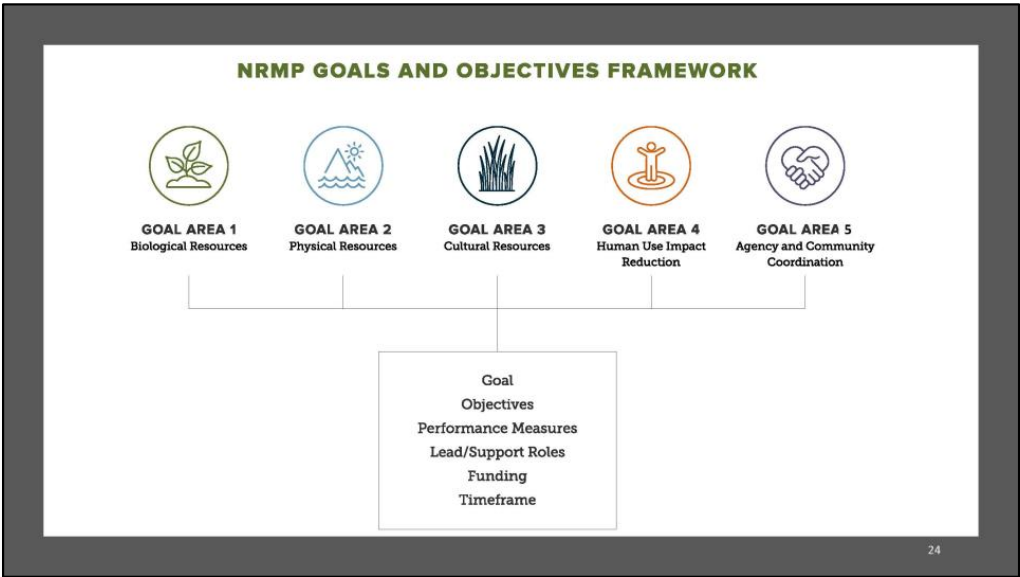 NRMP GOALS AND OBJECTIVES FRAMEWORK
GOAL AREA 1
Biological Resources
GOAL AREA 2
Physical Resources
GOAL AREA 3
Cultural Resources
GOAL AREA 4
Human Use Impact
Reduction
GOAL AREA 5
Agency and Community
Coordination
Goal
Objectives
Performance Measures
Lead/Support Roles
Funding
Timeframe
24